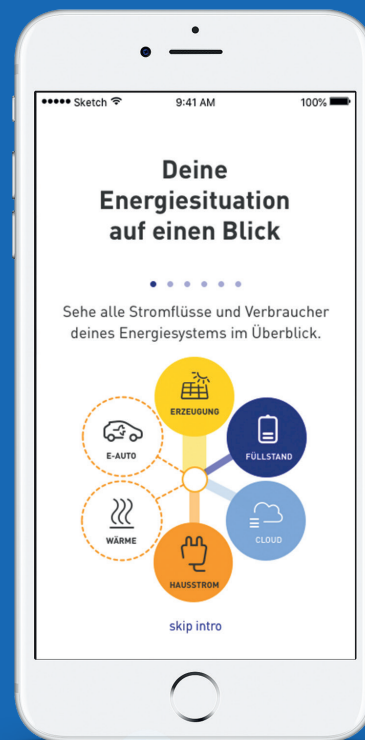 ●●●●● Sketch 9:41 AM 100%
Deine
Energiesituation
auf einen Blick
Sehe alle Stromflüsse und Verbraucher
deines Energiesystems im Überblick.
ERZEUGUNG
E-AUTO
FÜLLSTAND
WÄRME
CLOUD
HAUSSTROM
skip intro